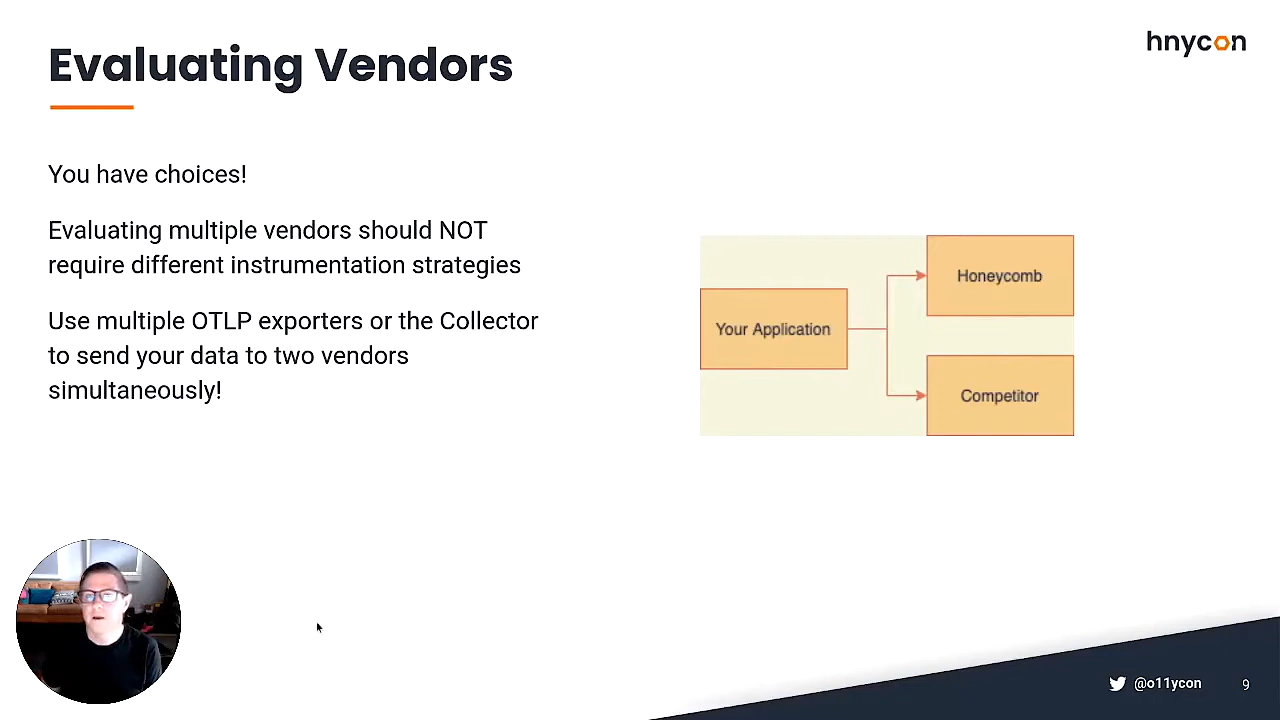 Evaluating Vendors
hnycon
You have choices!
Evaluating multiple vendors should NOT
require different instrumentation strategies
Use multiple OTLP exporters or the Collector
to send your data to two vendors
simultaneously!
Honeycomb
Your Application
Competitor
@o11ycon
9